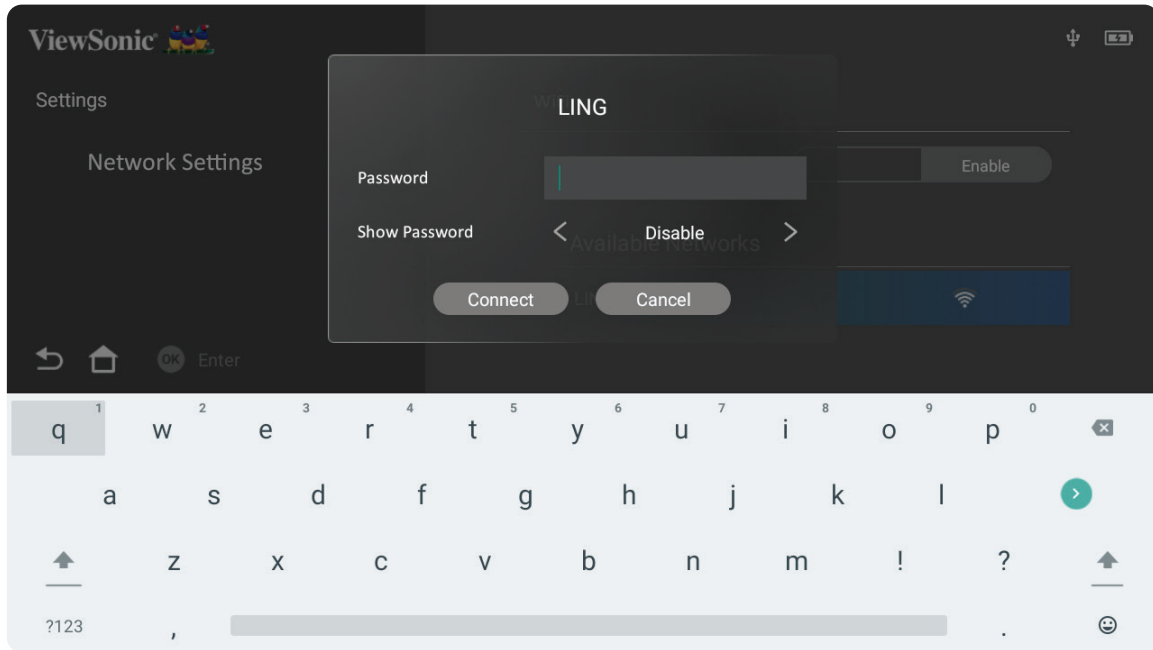 ViewSonic
Settings
Network Settings
LING
Password
Show Password
Disable
Connect
Cancel
Enable
Available Networks
OK Enter
1 2 3 4 5 6 7 8 9 0
q w e r t y u i o p
a s d f g h j k l
z x c v b n m ! ?
?123 , .